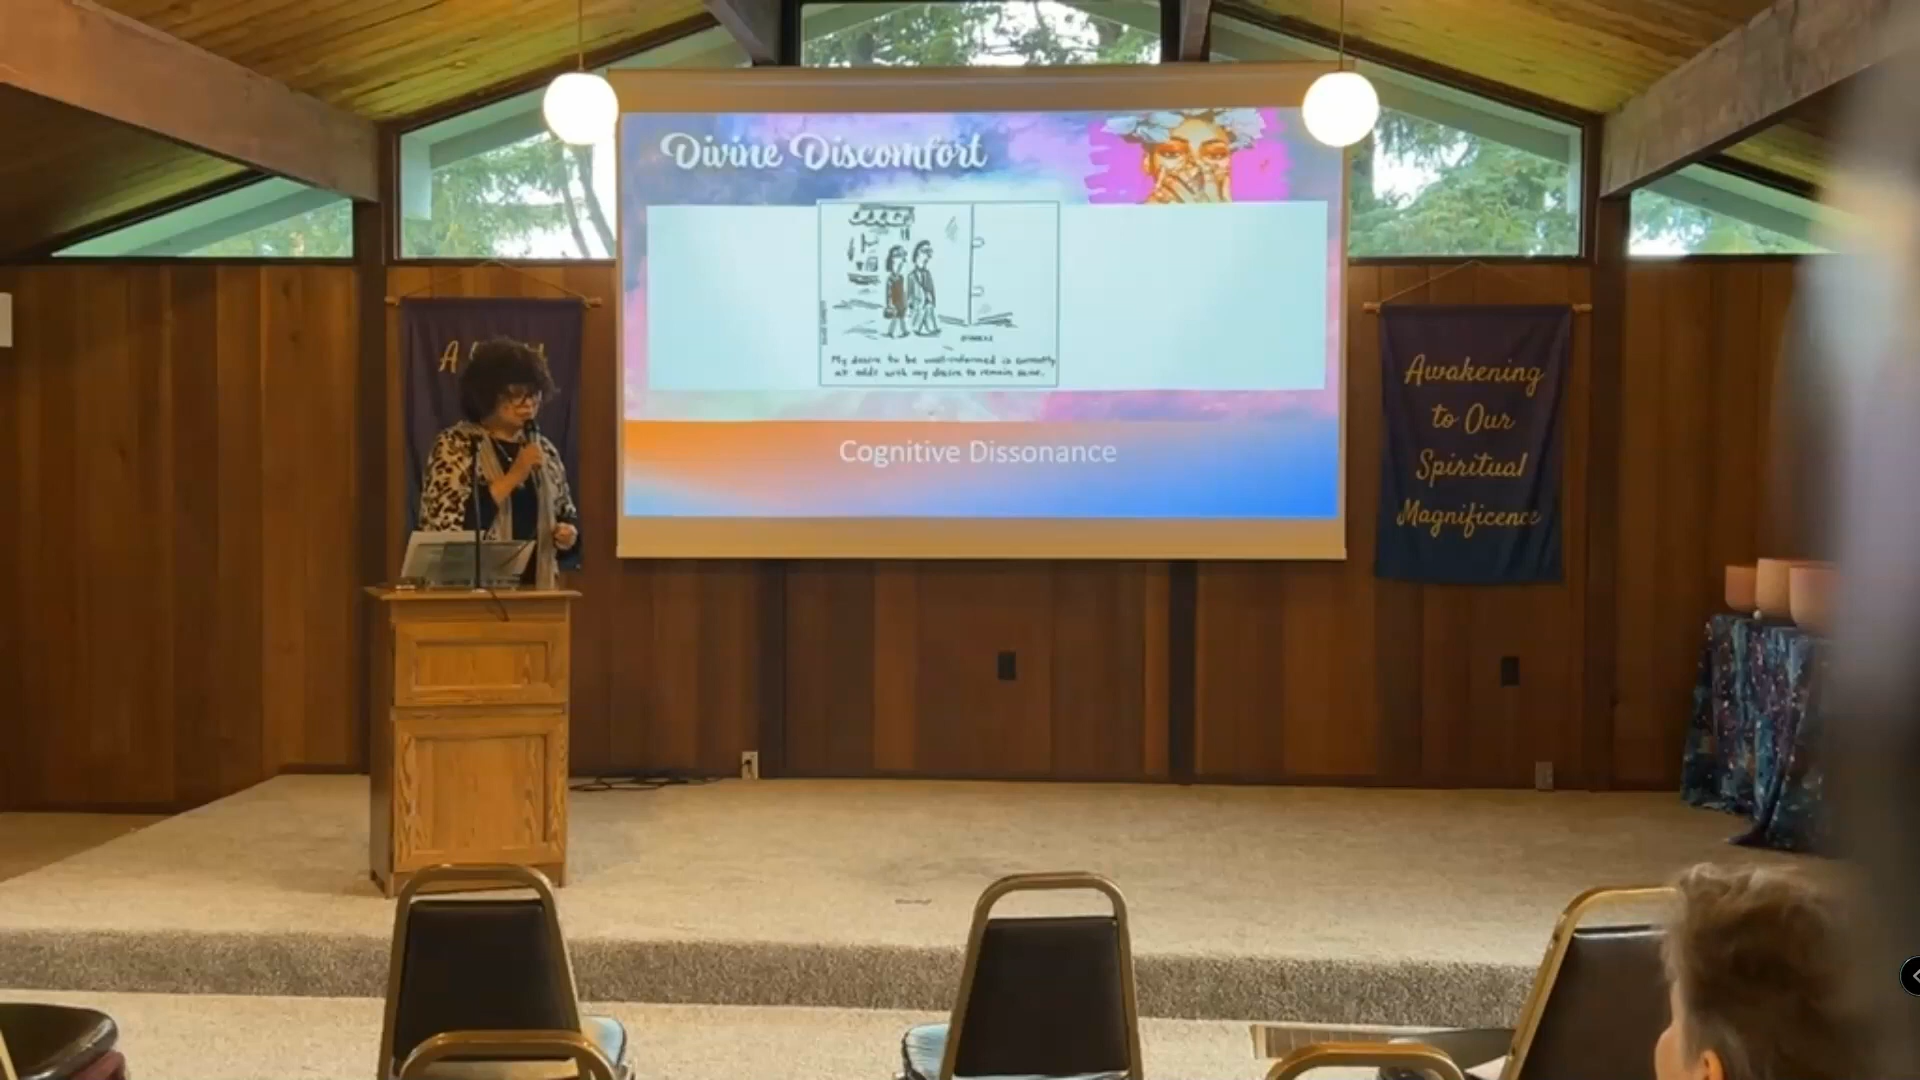 Divine Discomfort
My desire to be well-informed is currently
at odds with my desire to remain sane.
Cognitive Dissonance
A
Awakening
to Our
Spiritual
Magnificence